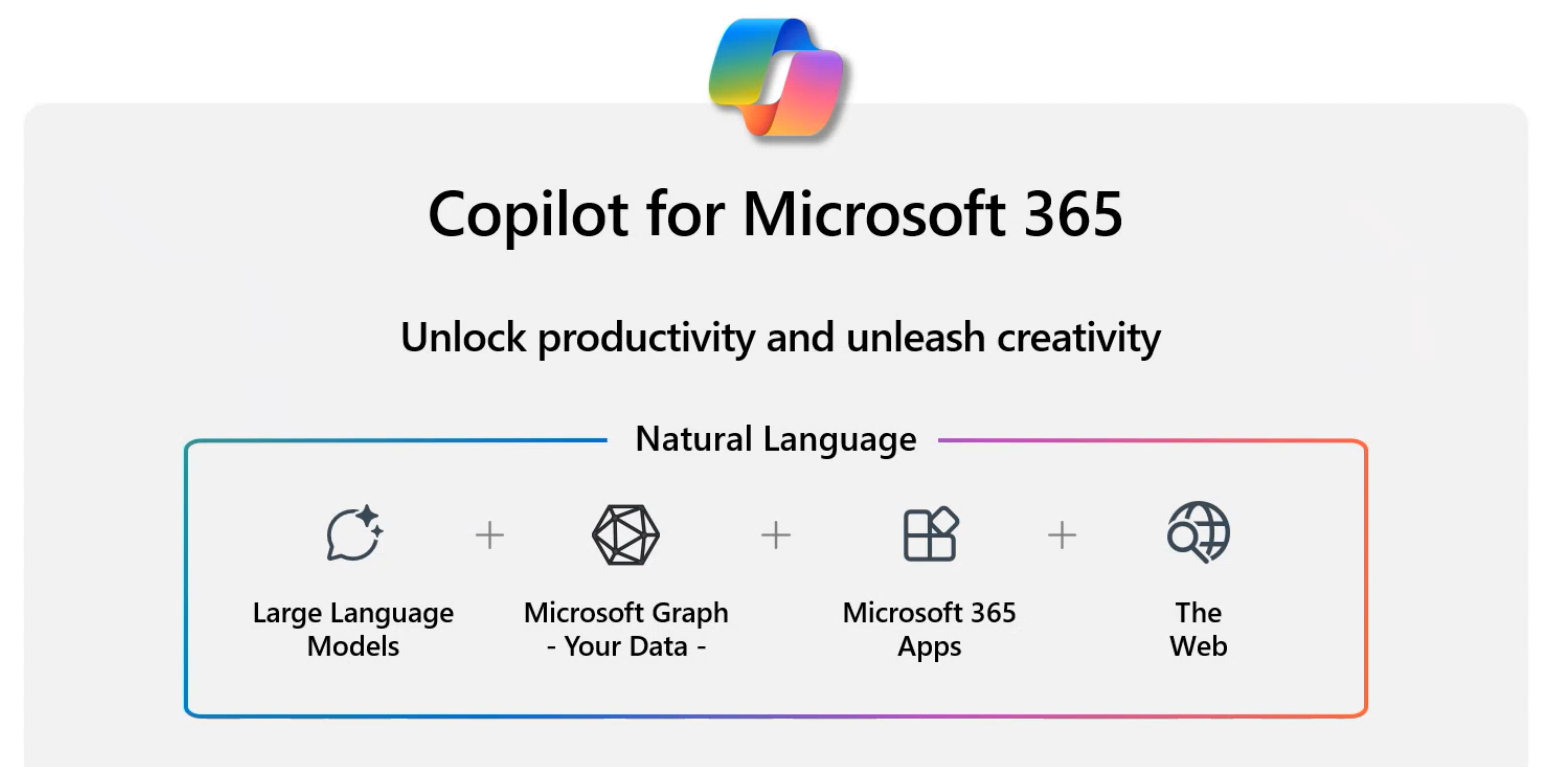 Copilot for Microsoft 365
Unlock productivity and unleash creativity
Natural Language
Large Language
Models
Microsoft Graph
- Your Data -
Microsoft 365
Apps
The
Web